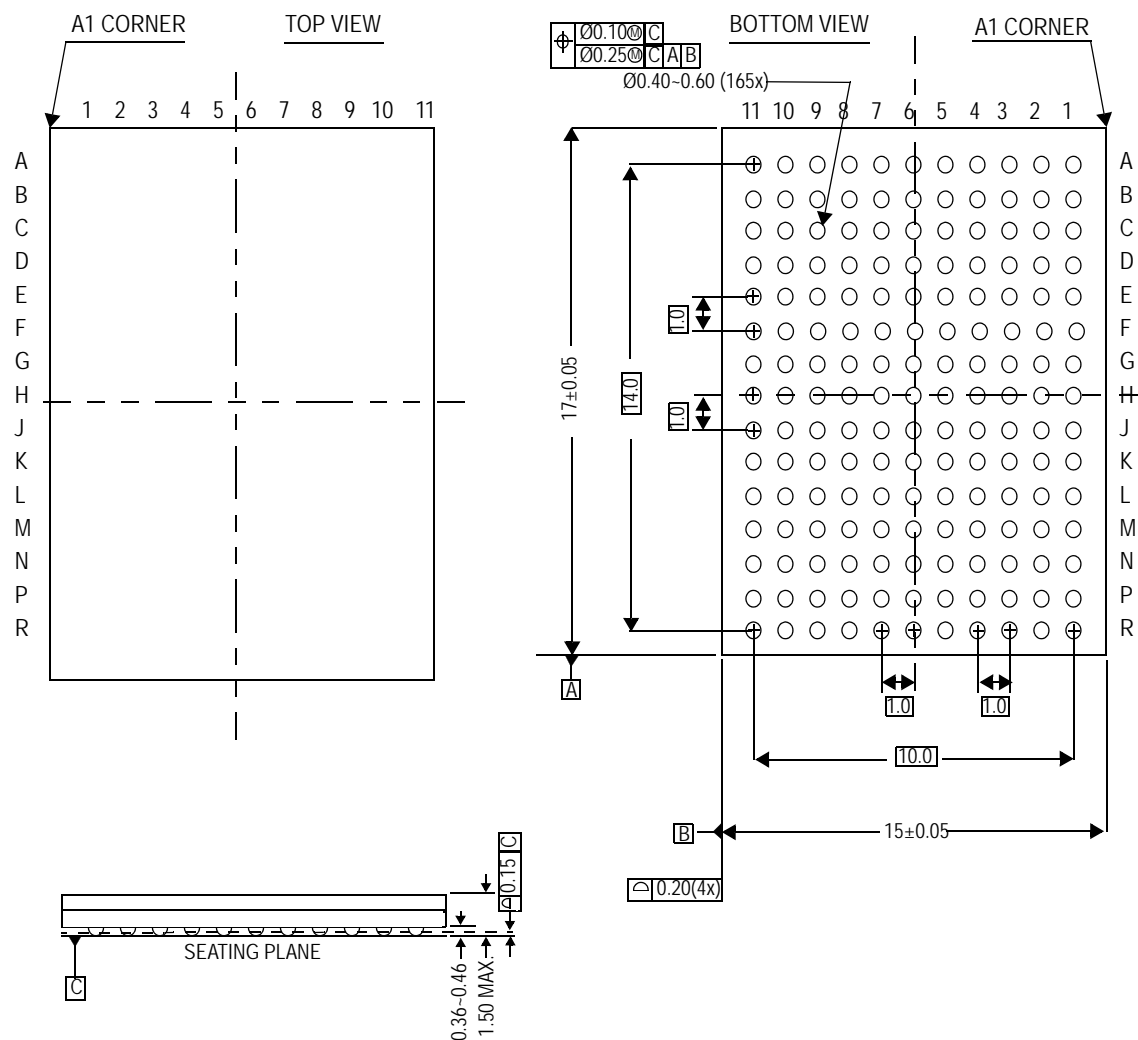 A1 CORNER
TOP VIEW
1 2 3 4 5 6 7 8 9 10 11
A
B
C
D
E
F
G
H
J
K
L
M
N
P
R
Ø0.10Ⓜ C
Ø0.25Ⓜ C A B
BOTTOM VIEW
A1 CORNER
Ø0.40~0.60 (165x)
11 10 9 8 7 6 5 4 3 2 1
A
B
C
D
E
F
G
H
J
K
L
M
N
P
R
1.0
1.0
17±0.05
14.0
A
1.0
1.0
10.0
B
15±0.05
0.20(4x)
0.15 C
SEATING PLANE
C
0.36~0.46
1.50 MAX.